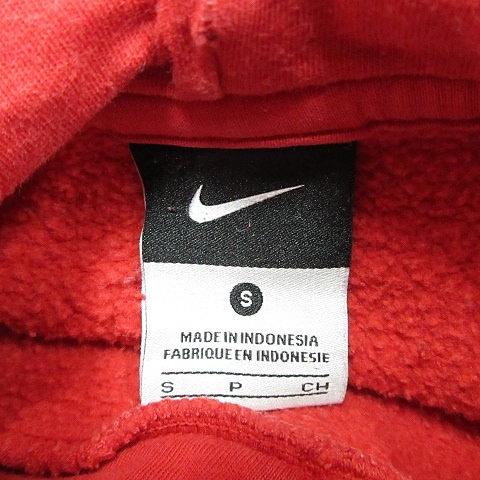 S
MADE IN INDONESIA
FABRIQUE EN INDONESIE
S P CH